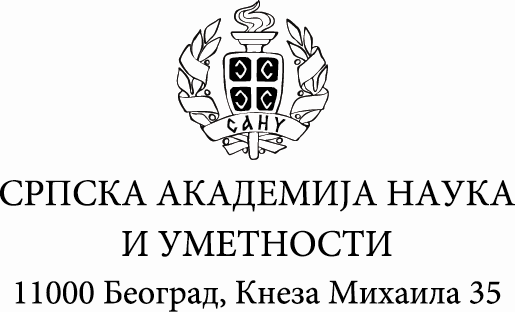 САНУ
СРПСКА АКАДЕМИЈА НАУКА
И УМЕТНОСТИ
11000 Београд, Кнеза Михаила 35